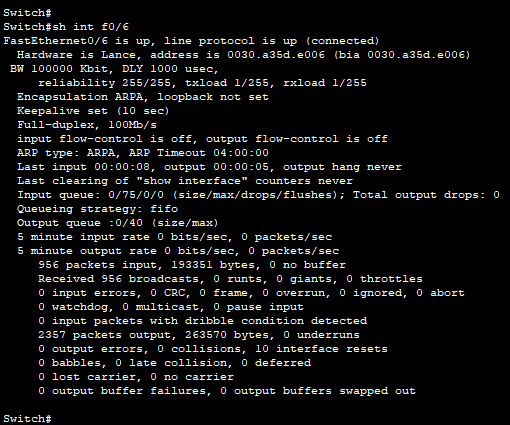 Switch#
Switch#sh int f0/6
FastEthernet0/6 is up, line protocol is up (connected)
Hardware is Lance, address is 0030.a35d.e006 (bia 0030.a35d.e006)
BW 100000 Kbit, DLY 1000 usec,
reliability 255/255, txload 1/255, rxload 1/255
Encapsulation ARPA, loopback not set
Keepalive set (10 sec)
Full-duplex, 100Mb/s
input flow-control is off, output flow-control is off
ARP type: ARPA, ARP Timeout 04:00:00
Last input 00:00:08, output 00:00:05, output hang never
Last clearing of "show interface" counters never
Input queue: 0/75/0/0 (size/max/drops/flushes); Total output drops: 0
Queueing strategy: fifo
Output queue :0/40 (size/max)
5 minute input rate 0 bits/sec, 0 packets/sec
5 minute output rate 0 bits/sec, 0 packets/sec
956 packets input, 193351 bytes, 0 no buffer
Received 956 broadcasts, 0 runts, 0 giants, 0 throttles
0 input errors, 0 CRC, 0 frame, 0 overrun, 0 ignored, 0 abort
0 watchdog, 0 multicast, 0 pause input
0 input packets with dribble condition detected
2357 packets output, 263570 bytes, 0 underruns
0 output errors, 0 collisions, 10 interface resets
0 babbles, 0 late collision, 0 deferred
0 lost carrier, 0 no carrier
0 output buffer failures, 0 output buffers swapped out
Switch#